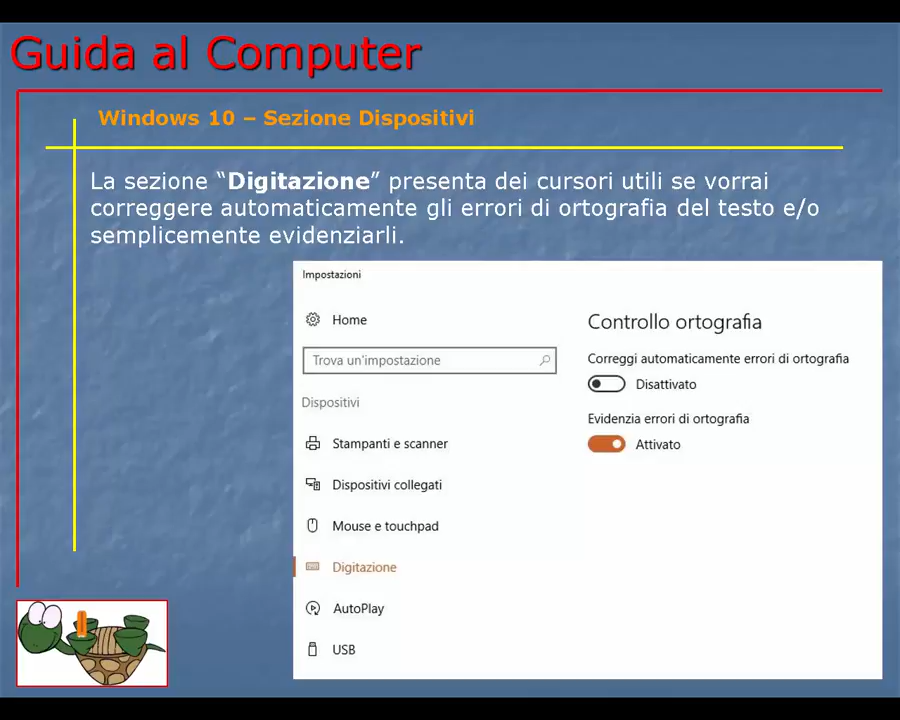 Guida al Computer
Windows 10 – Sezione Dispositivi
La sezione “Digitazione” presenta dei cursori utili se vorrai
correggere automaticamente gli errori di ortografia del testo e/o
semplicemente evidenziarli.
Impostazioni
Home
Trova un'impostazione
Dispositivi
Stampanti e scanner
Dispositivi collegati
Mouse e touchpad
Digitazione
AutoPlay
USB
Controllo ortografia
Correggi automaticamente errori di ortografia
Disattivato
Evidenzia errori di ortografia
Attivato